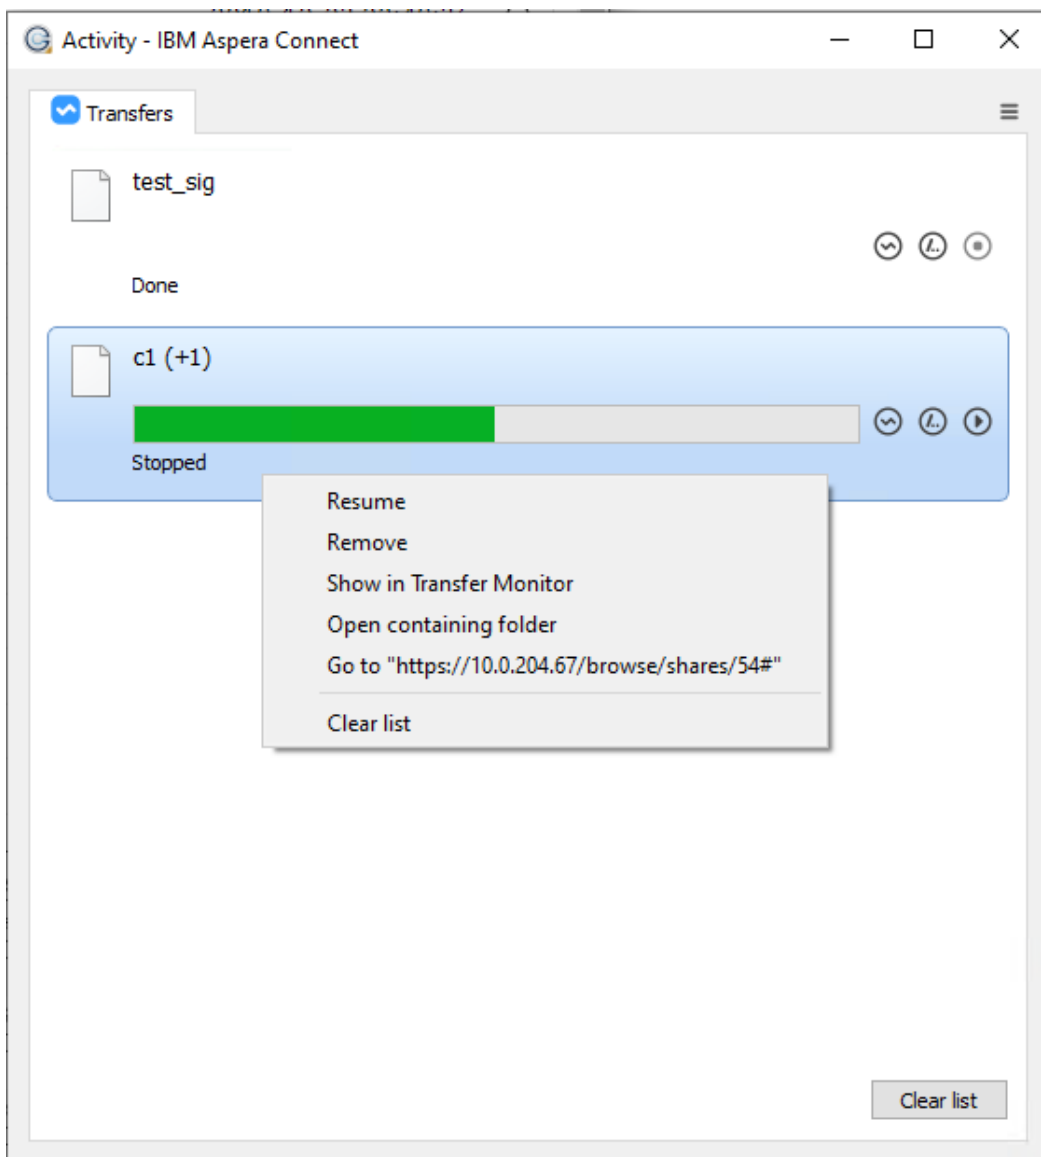 Activity - IBM Aspera Connect
Transfers
test_sig
Done
c1 (+1)
Stopped
Resume
Remove
Show in Transfer Monitor
Open containing folder
Go to "https://10.0.204.67/browse/shares/54#"
Clear list
Clear list